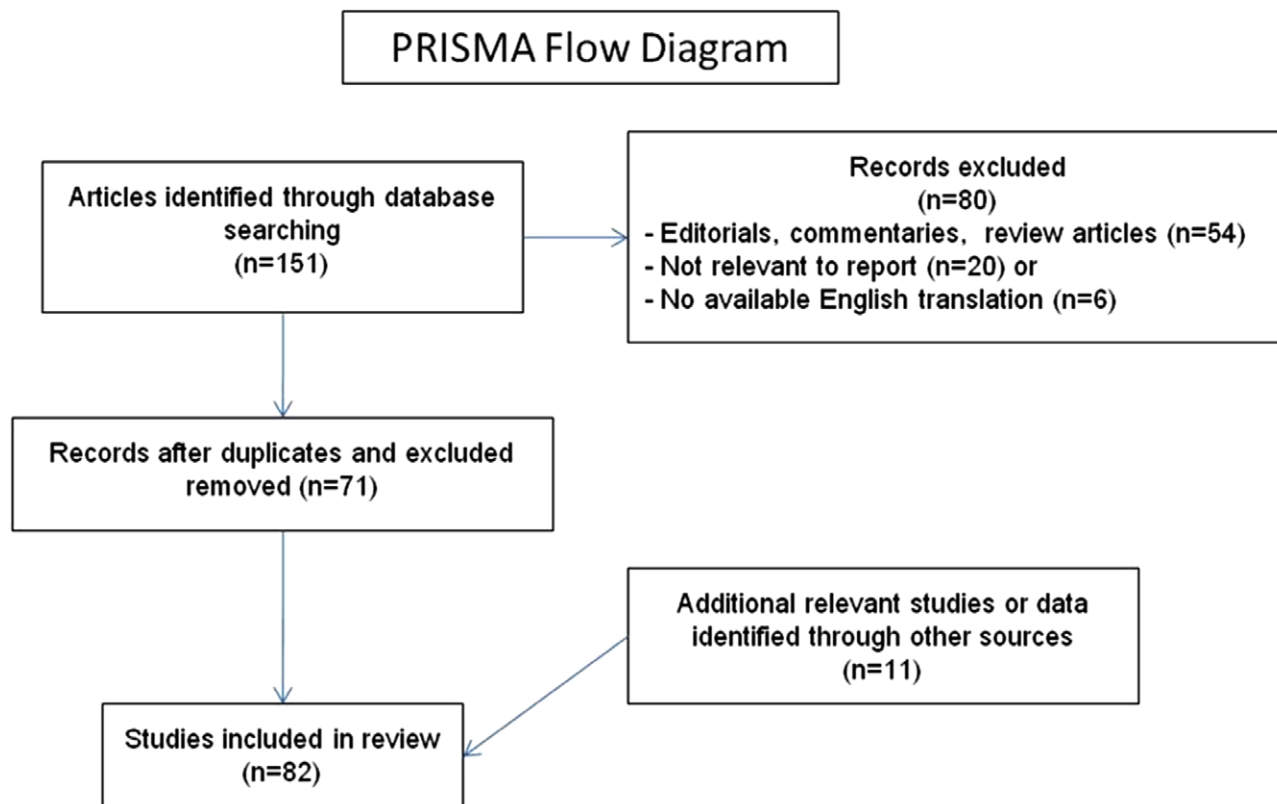 PRISMA Flow Diagram
Articles identified through database
searching
(n=151)
Records excluded
(n=80)
- Editorials, commentaries, review articles (n=54)
- Not relevant to report (n=20) or
- No available English translation (n=6)
Records after duplicates and excluded
removed (n=71)
Additional relevant studies or data
identified through other sources
(n=11)
Studies included in review
(n=82)